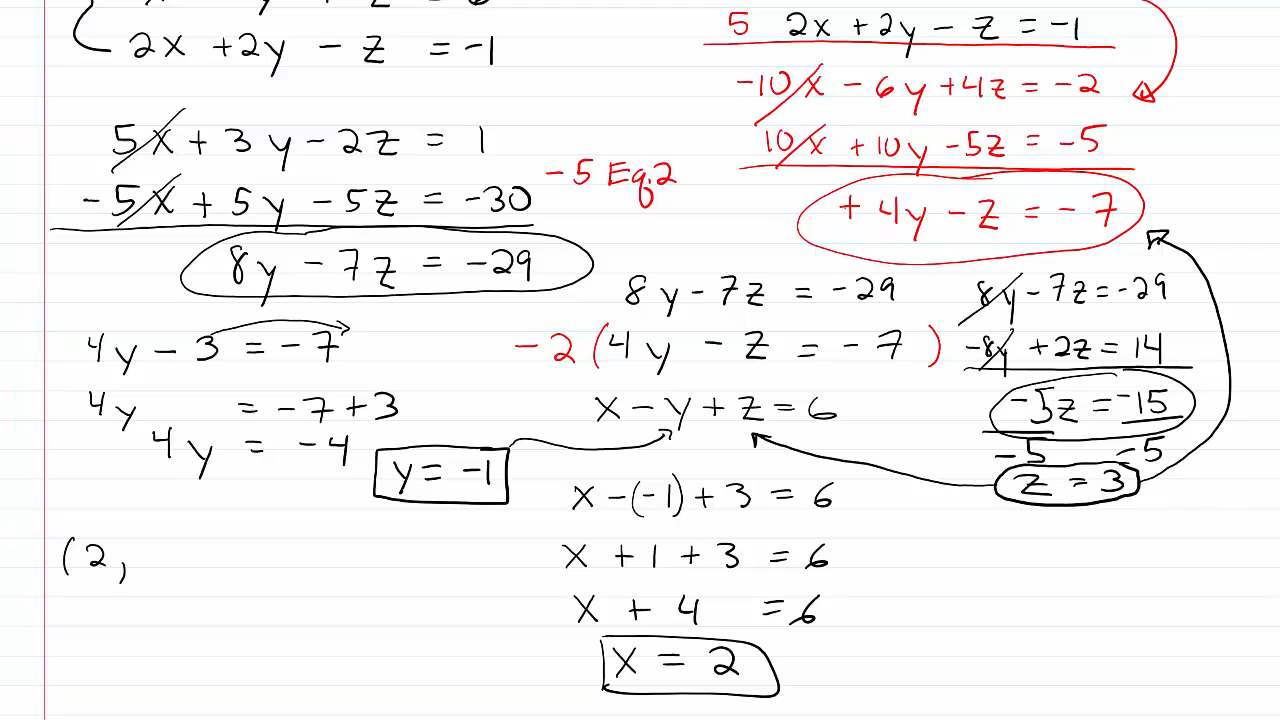 2x + 2y - z = -1
5x + 3y - 2z = 1
-5x + 5y - 5z = -30
-5 Eq.2
8y - 7z = -29
4y - 3 = -7
4y = -7 + 3
4y = -4
y = -1
(2,
5 2x + 2y - z = -1
-10x - 6y + 4z = -2
10x + 10y - 5z = -5
+ 4y - z = -7
8y - 7z = -29
-2 (4y - z = -7)
x - y + z = 6
x - (-1) + 3 = 6
x + 1 + 3 = 6
x + 4 = 6
x = 2
8y - 7z = -29
-8y + 2z = 14
-5z = -15
-5 -5
z = 3